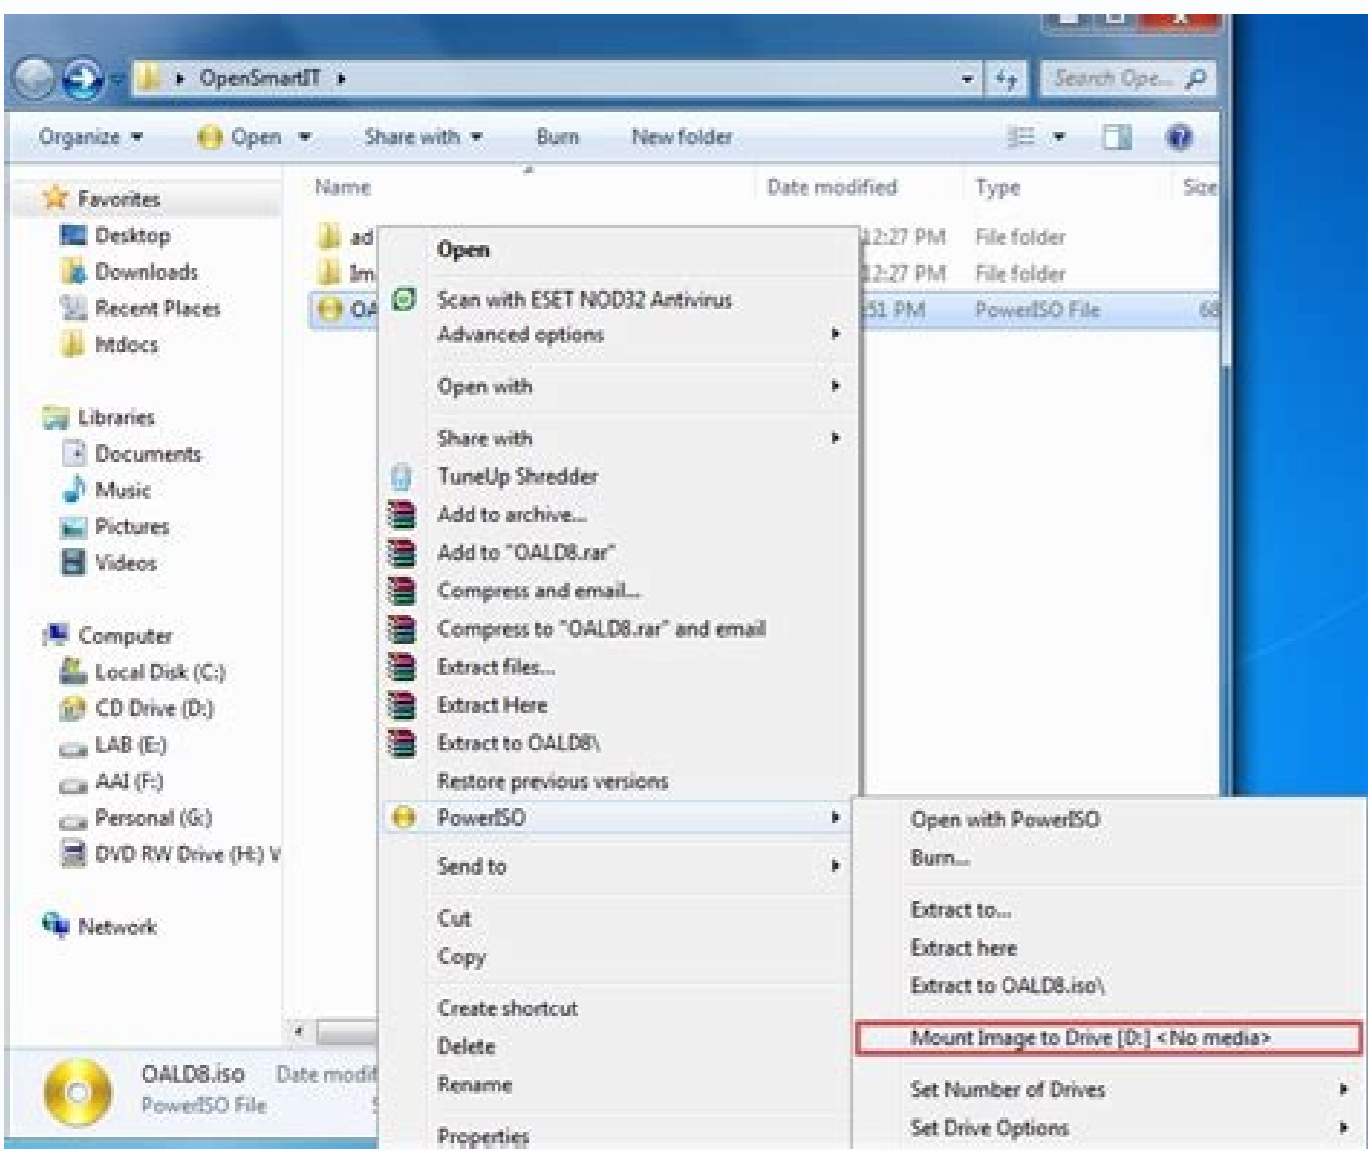 OpenSmartIT
Search Ope...
Organize Open Share with Burn New folder
Name Date modified Type Size
Favorites
Desktop
Downloads
Recent Places
htdocs
Libraries
Documents
Music
Pictures
Videos
Computer
Local Disk (C:)
CD Drive (D:)
LAB (E:)
AAI (F:)
Personal (G:)
DVD RW Drive (H:) V
Network
ad 12:27 PM File folder
Im 12:27 PM File folder
OA :51 PM PowerISO File 68
Open
Scan with ESET NOD32 Antivirus
Advanced options
Open with
Share with
TuneUp Shredder
Add to archive...
Add to "OALD8.rar"
Compress and email...
Compress to "OALD8.rar" and email
Extract files...
Extract Here
Extract to OALD8\
Restore previous versions
PowerISO
Send to
Cut
Copy
Create shortcut
Delete
Rename
Properties
Open with PowerISO
Burn...
Extract to...
Extract here
Extract to OALD8.iso\
Mount Image to Drive [D:] <No media>
Set Number of Drives
Set Drive Options
OALD8.iso Date modif
PowerISO File